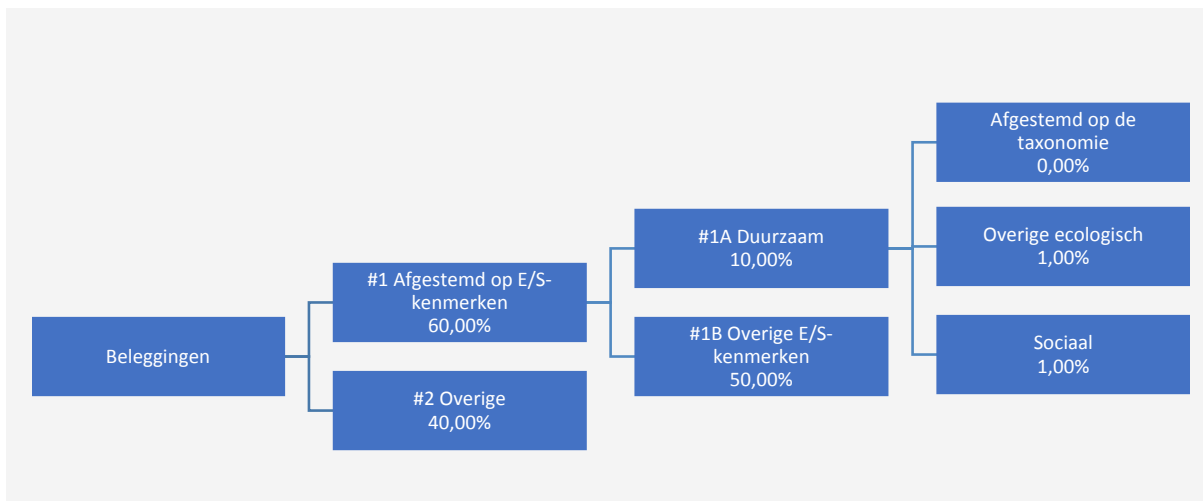 Beleggingen
#1 Afgestemd op E/S-
kenmerken
60,00%
#2 Overige
40,00%
#1A Duurzaam
10,00%
#1B Overige E/S-
kenmerken
50,00%
Afgestemd op de
taxonomie
0,00%
Overige ecologisch
1,00%
Sociaal
1,00%